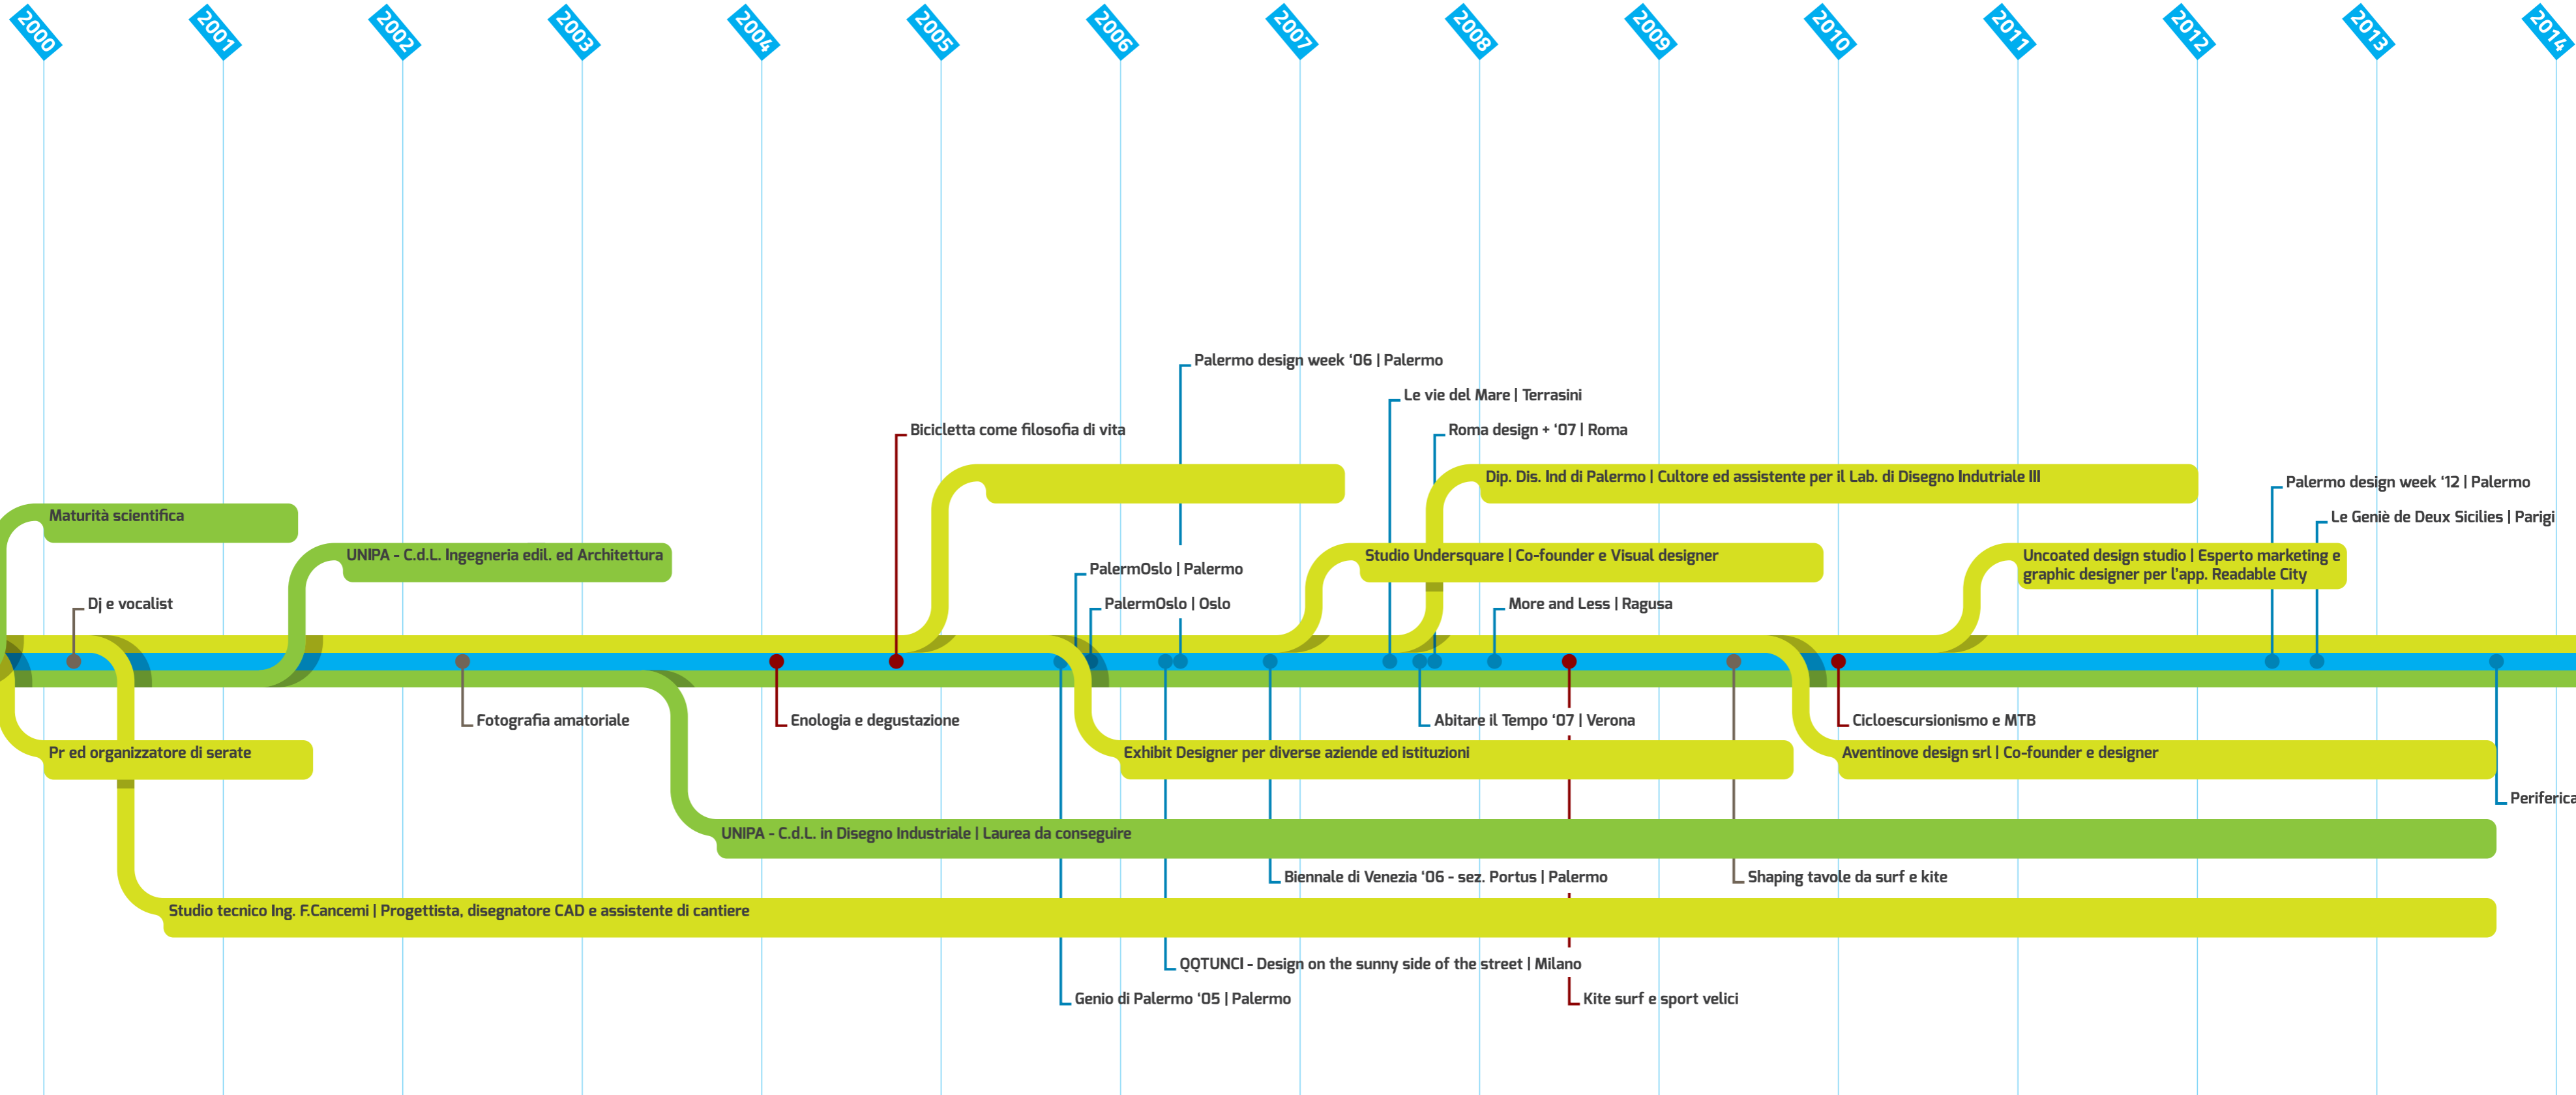 2000
2001
2002
2003
2004
2005
2006
2007
2008
2009
2010
2011
2012
2013
2014
Palermo design week ‘06 | Palermo
Le vie del Mare | Terrasini
Bicicletta come filosofia di vita
Roma design + ‘07 | Roma
Dip. Dis. Ind di Palermo | Cultore ed assistente per il Lab. di Disegno Indutriale III
Palermo design week ‘12 | Palermo
Maturità scientifica
Le Geniè de Deux Sicilies | Parigi
UNIPA - C.d.L. Ingegneria edil. ed Architettura
Studio Undersquare | Co-founder e Visual designer
Uncoated design studio | Esperto marketing e
graphic designer per l’app. Readable City
PalermOslo | Palermo
Dj e vocalist
PalermOslo | Oslo
More and Less | Ragusa
Fotografia amatoriale
Enologia e degustazione
Abitare il Tempo ‘07 | Verona
Cicloescursionismo e MTB
Pr ed organizzatore di serate
Exhibit Designer per diverse aziende ed istituzioni
Aventinove design srl | Co-founder e designer
Periferica
UNIPA - C.d.L. in Disegno Industriale | Laurea da conseguire
Biennale di Venezia ‘06 - sez. Portus | Palermo
Shaping tavole da surf e kite
Studio tecnico Ing. F.Cancemi | Progettista, disegnatore CAD e assistente di cantiere
QQTUNCI - Design on the sunny side of the street | Milano
Genio di Palermo ‘05 | Palermo
Kite surf e sport velici